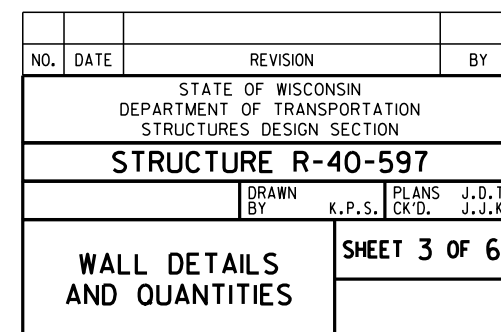 NO. DATE REVISION BY
STATE OF WISCONSIN
DEPARTMENT OF TRANSPORTATION
STRUCTURES DESIGN SECTION
STRUCTURE R-40-597
DRAWN BY K.P.S. PLANS CK'D. J.D.T J.J.K
WALL DETAILS
AND QUANTITIES
SHEET 3 OF 6